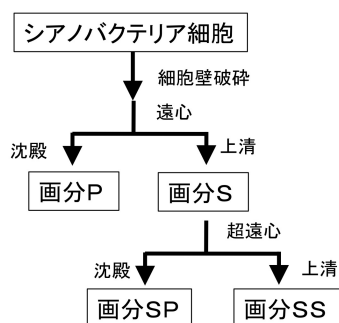 シアノバクテリア細胞
細胞壁破砕
遠心
沈殿
上清
画分P
画分S
超遠心
沈殿
上清
画分SP
画分SS